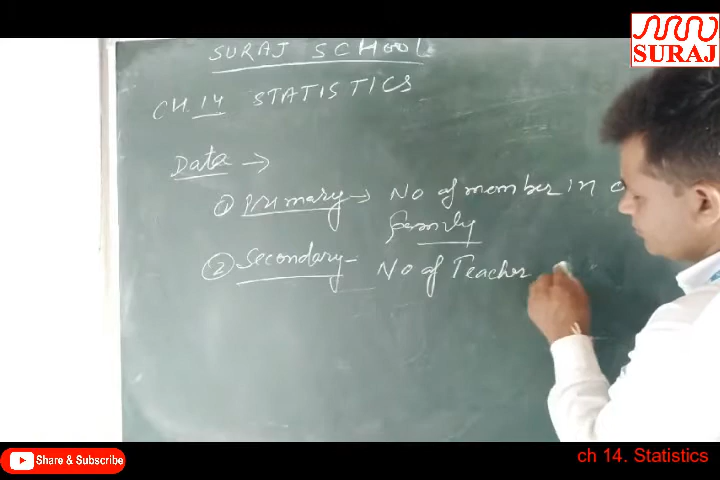 SURAJ SCHOOL
SURAJ
CH. 14 STATISTICS
Data →
① Primary → No of member in
family
② Secondary - No of Teacher
Share & Subscribe
ch 14. Statistics